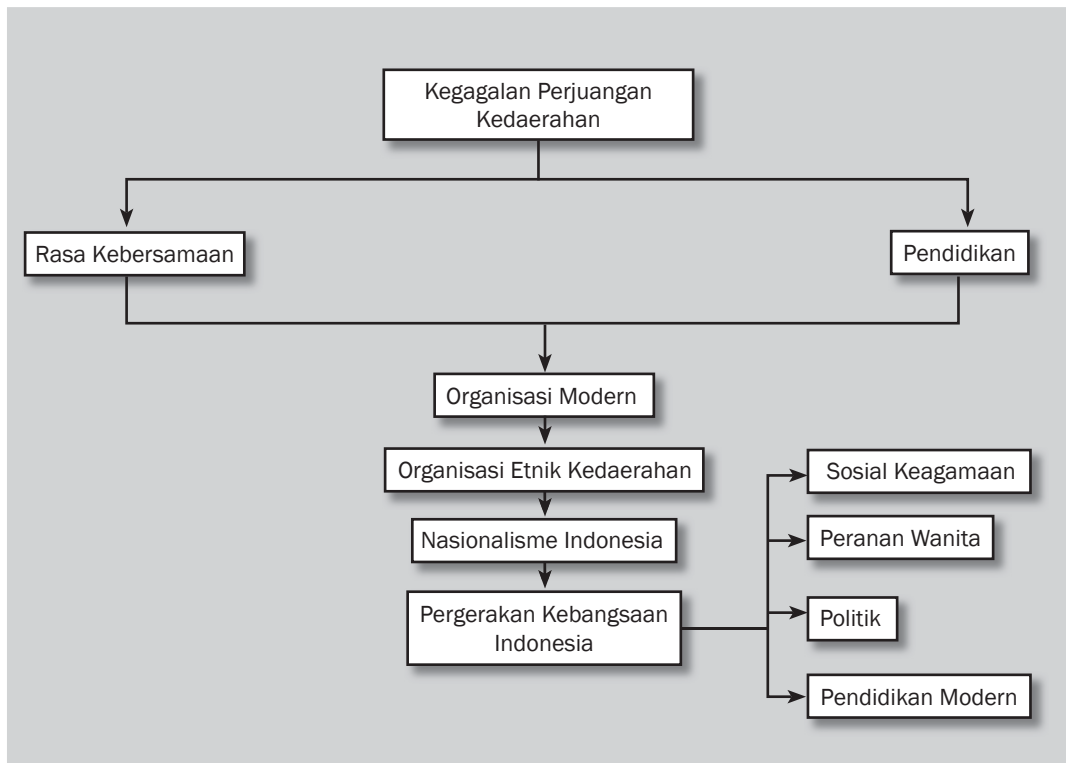 Kegagalan Perjuangan
Kedaerahan
Rasa Kebersamaan
Pendidikan
Organisasi Modern
Organisasi Etnik Kedaerahan
Nasionalisme Indonesia
Pergerakan Kebangsaan
Indonesia
Sosial Keagamaan
Peranan Wanita
Politik
Pendidikan Modern